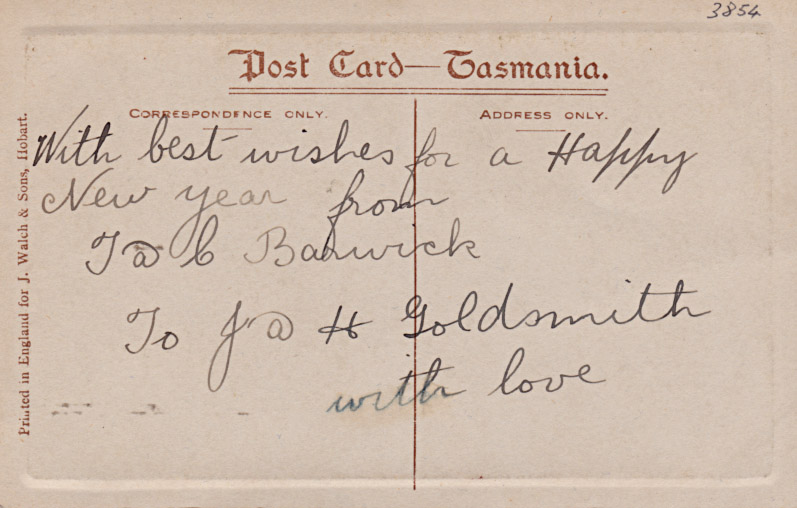 3854
Post Card—Tasmania.
CORRESPONDENCE ONLY.
ADDRESS ONLY.
Printed in England for J. Walch & Sons, Hobart.
With best wishes for a Happy
New year from
T & C Barwick
To J & H Goldsmith
with love